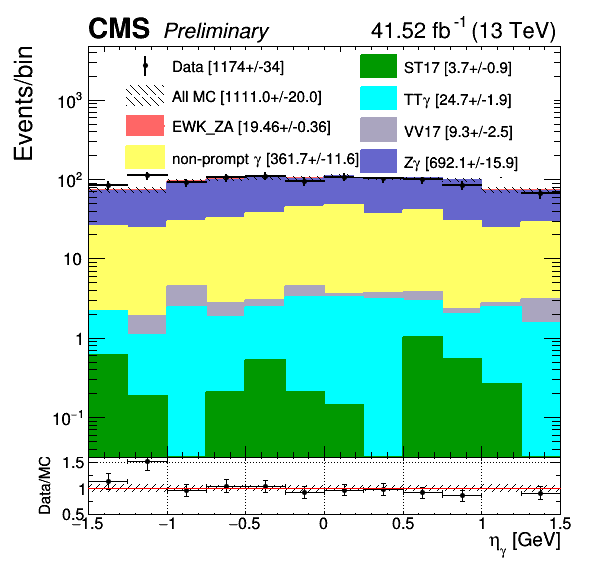 CMS Preliminary 41.52 fb⁻¹ (13 TeV)
Events/bin
Data [1174+/-34]
All MC [1111.0+/-20.0]
EWK_ZA [19.46+/-0.36]
non-prompt γ [361.7+/-11.6]
ST17 [3.7+/-0.9]
TTγ [24.7+/-1.9]
VV17 [9.3+/-2.5]
Zγ [692.1+/-15.9]
10³
10²
10
1
10⁻¹
Data/MC
1.5
1
0.5
−1.5 −1 −0.5 0 0.5 1 1.5
η_γ [GeV]